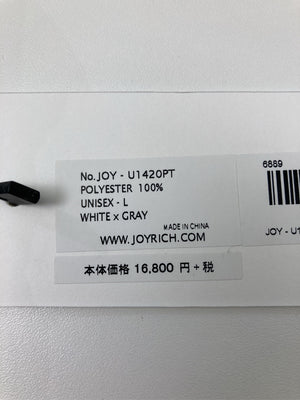 No.JOY - U1420PT
POLYESTER 100%
UNISEX - L
WHITE x GRAY
MADE IN CHINA
WWW.JOYRICH.COM
本体価格 16,800 円+税
6889
JOY - U1